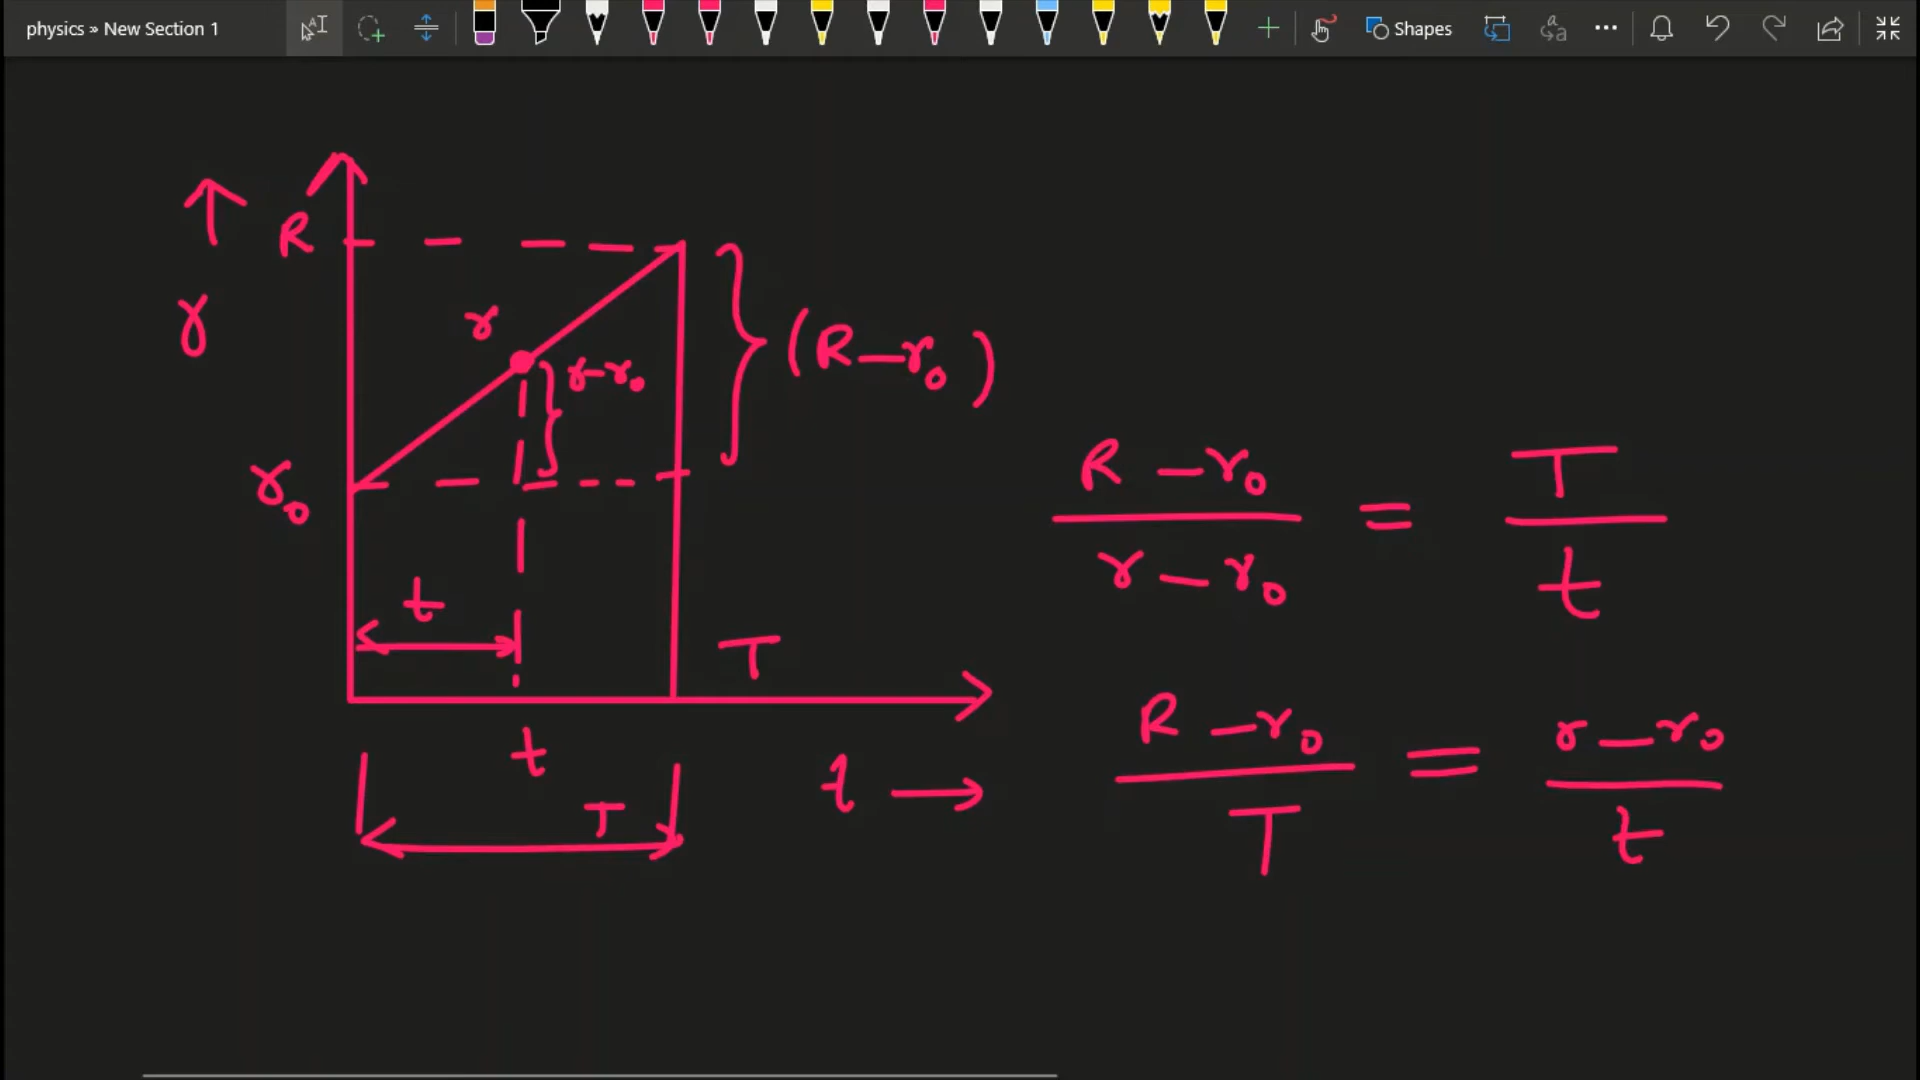 physics » New Section 1
Shapes
R
r
r
r-r₀
(R-r₀)
r₀
t
T
t
t
T
R-r₀ / r-r₀ = T / t
R-r₀ / T = r-r₀ / t